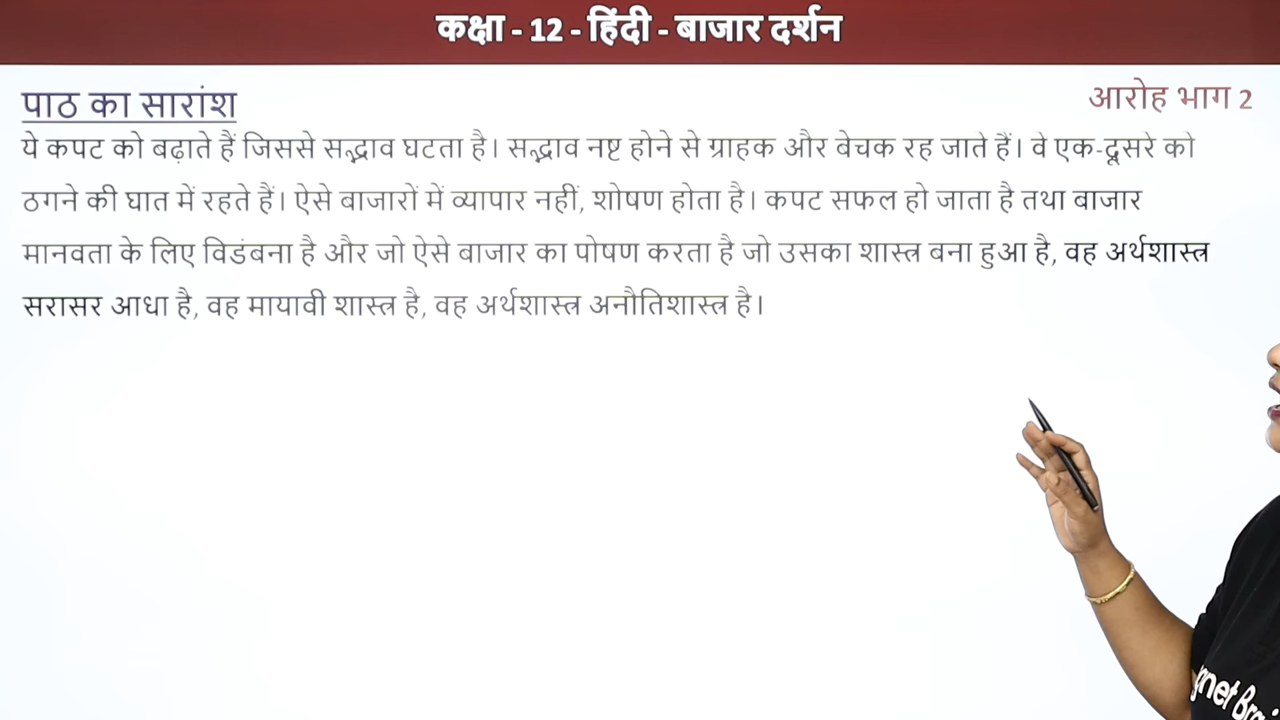 कक्षा - 12 - हिंदी - बाजार दर्शन
पाठ का सारांश
आरोह भाग 2
ये कपट को बढ़ाते हैं जिससे सद्भाव घटता है। सद्भाव नष्ट होने से ग्राहक और बेचक रह जाते हैं। वे एक-दूसरे को
ठगने की घात में रहते हैं। ऐसे बाजारों में व्यापार नहीं, शोषण होता है। कपट सफल हो जाता है तथा बाजार
मानवता के लिए विडंबना है और जो ऐसे बाजार का पोषण करता है जो उसका शास्त्र बना हुआ है, वह अर्थशास्त्र
सरासर आधा है, वह मायावी शास्त्र है, वह अर्थशास्त्र अनौतिशास्त्र है।